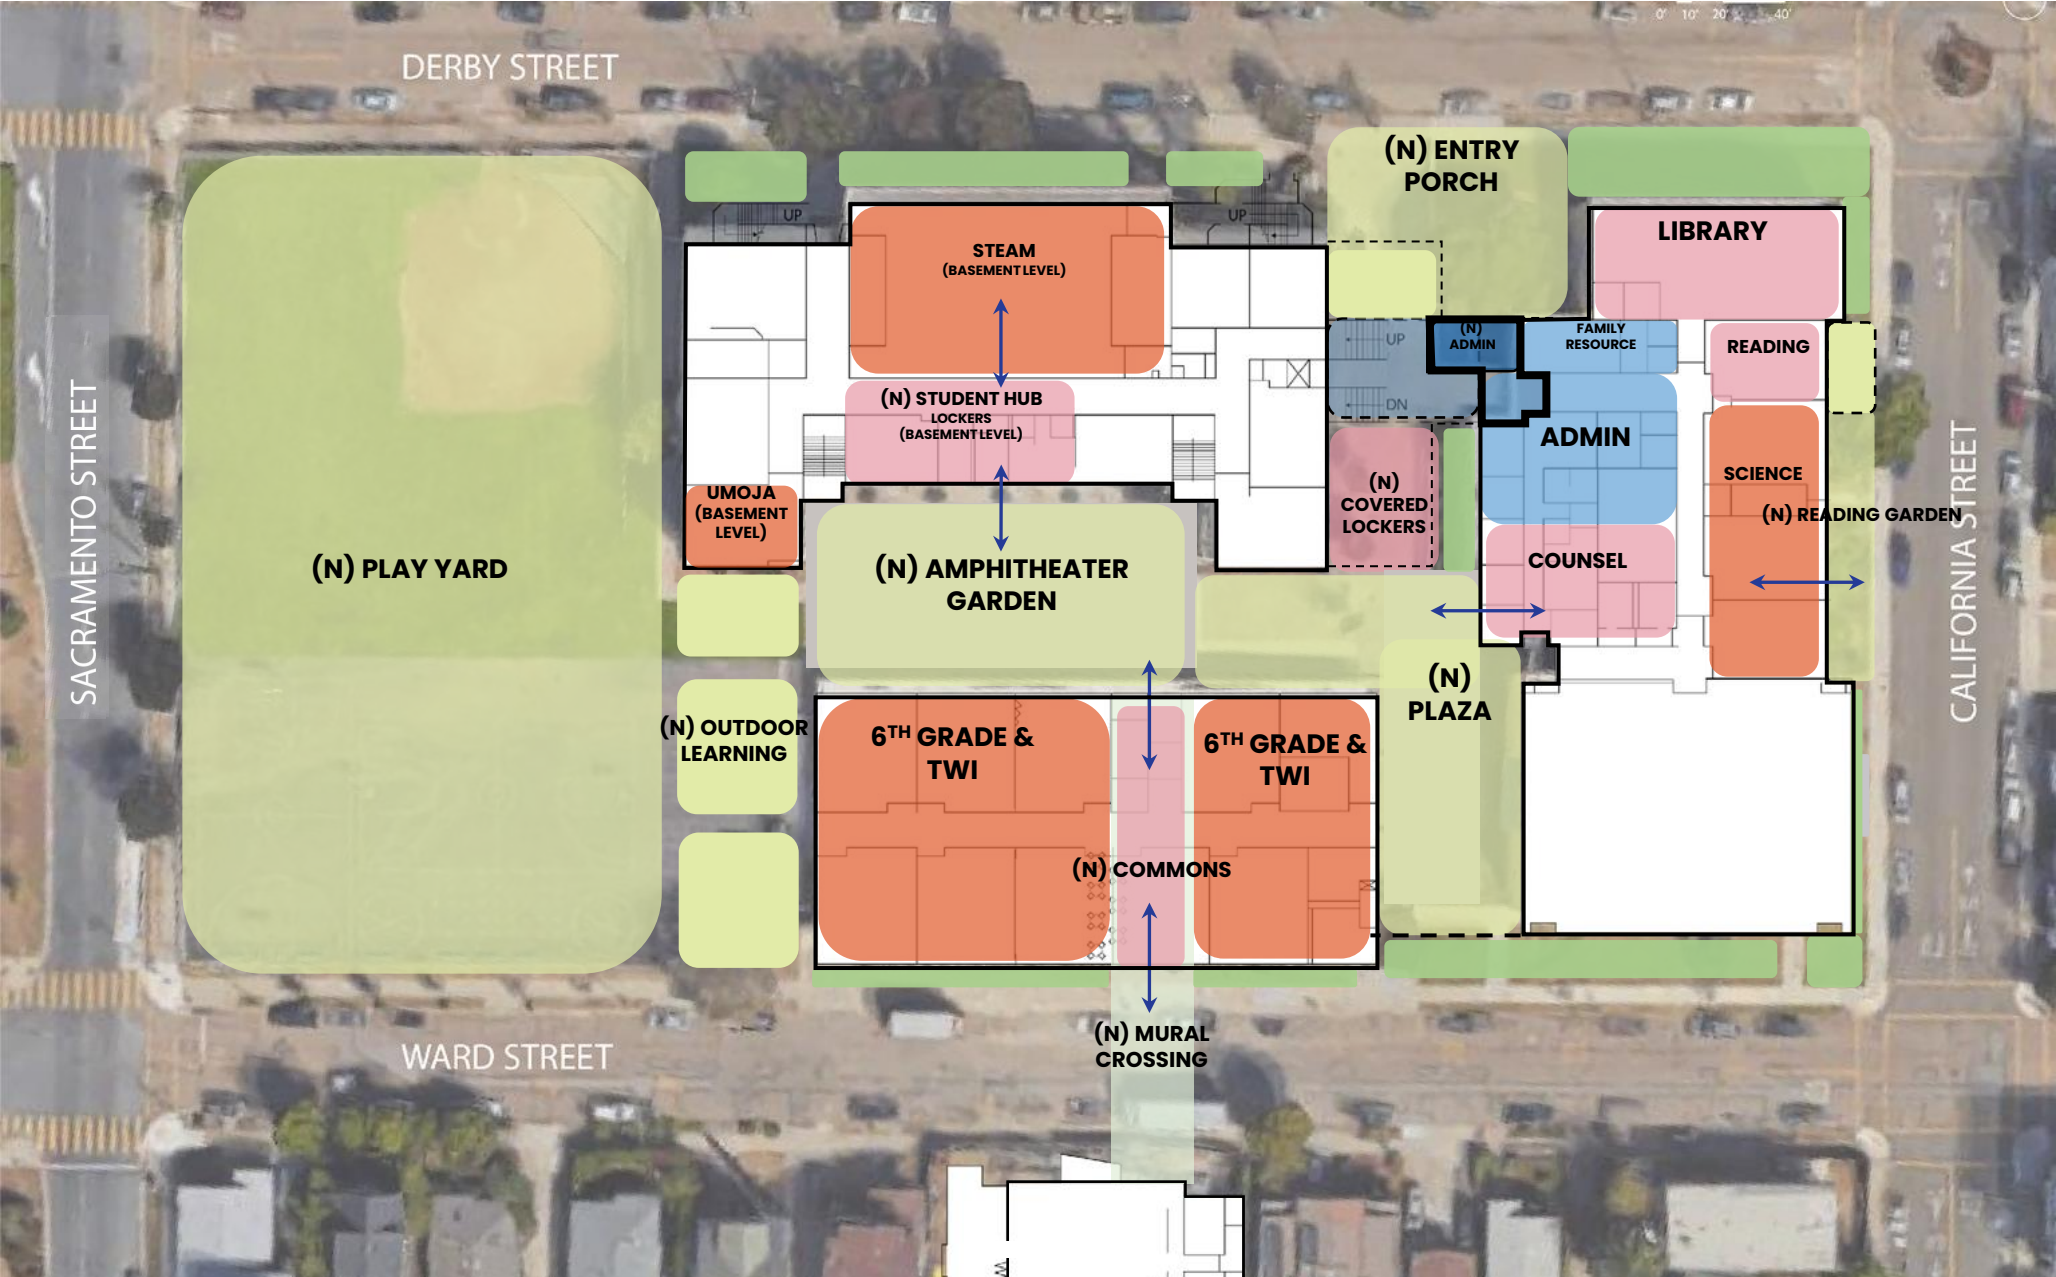 0' 10' 20' 40'
DERBY STREET
(N) ENTRY
PORCH
LIBRARY
UP
UP
STEAM
(BASEMENT LEVEL)
(N)
ADMIN
FAMILY
RESOURCE
READING
UP
DN
(N) STUDENT HUB
LOCKERS
(BASEMENT LEVEL)
ADMIN
SCIENCE
(N)
COVERED
LOCKERS
(N) READING GARDEN
UMOJA
(BASEMENT
LEVEL)
SACRAMENTO STREET
CALIFORNIA STREET
(N) PLAY YARD
(N) AMPHITHEATER
GARDEN
COUNSEL
(N)
PLAZA
(N) OUTDOOR
LEARNING
6TH GRADE &
TWI
6TH GRADE &
TWI
(N) COMMONS
(N) MURAL
CROSSING
WARD STREET